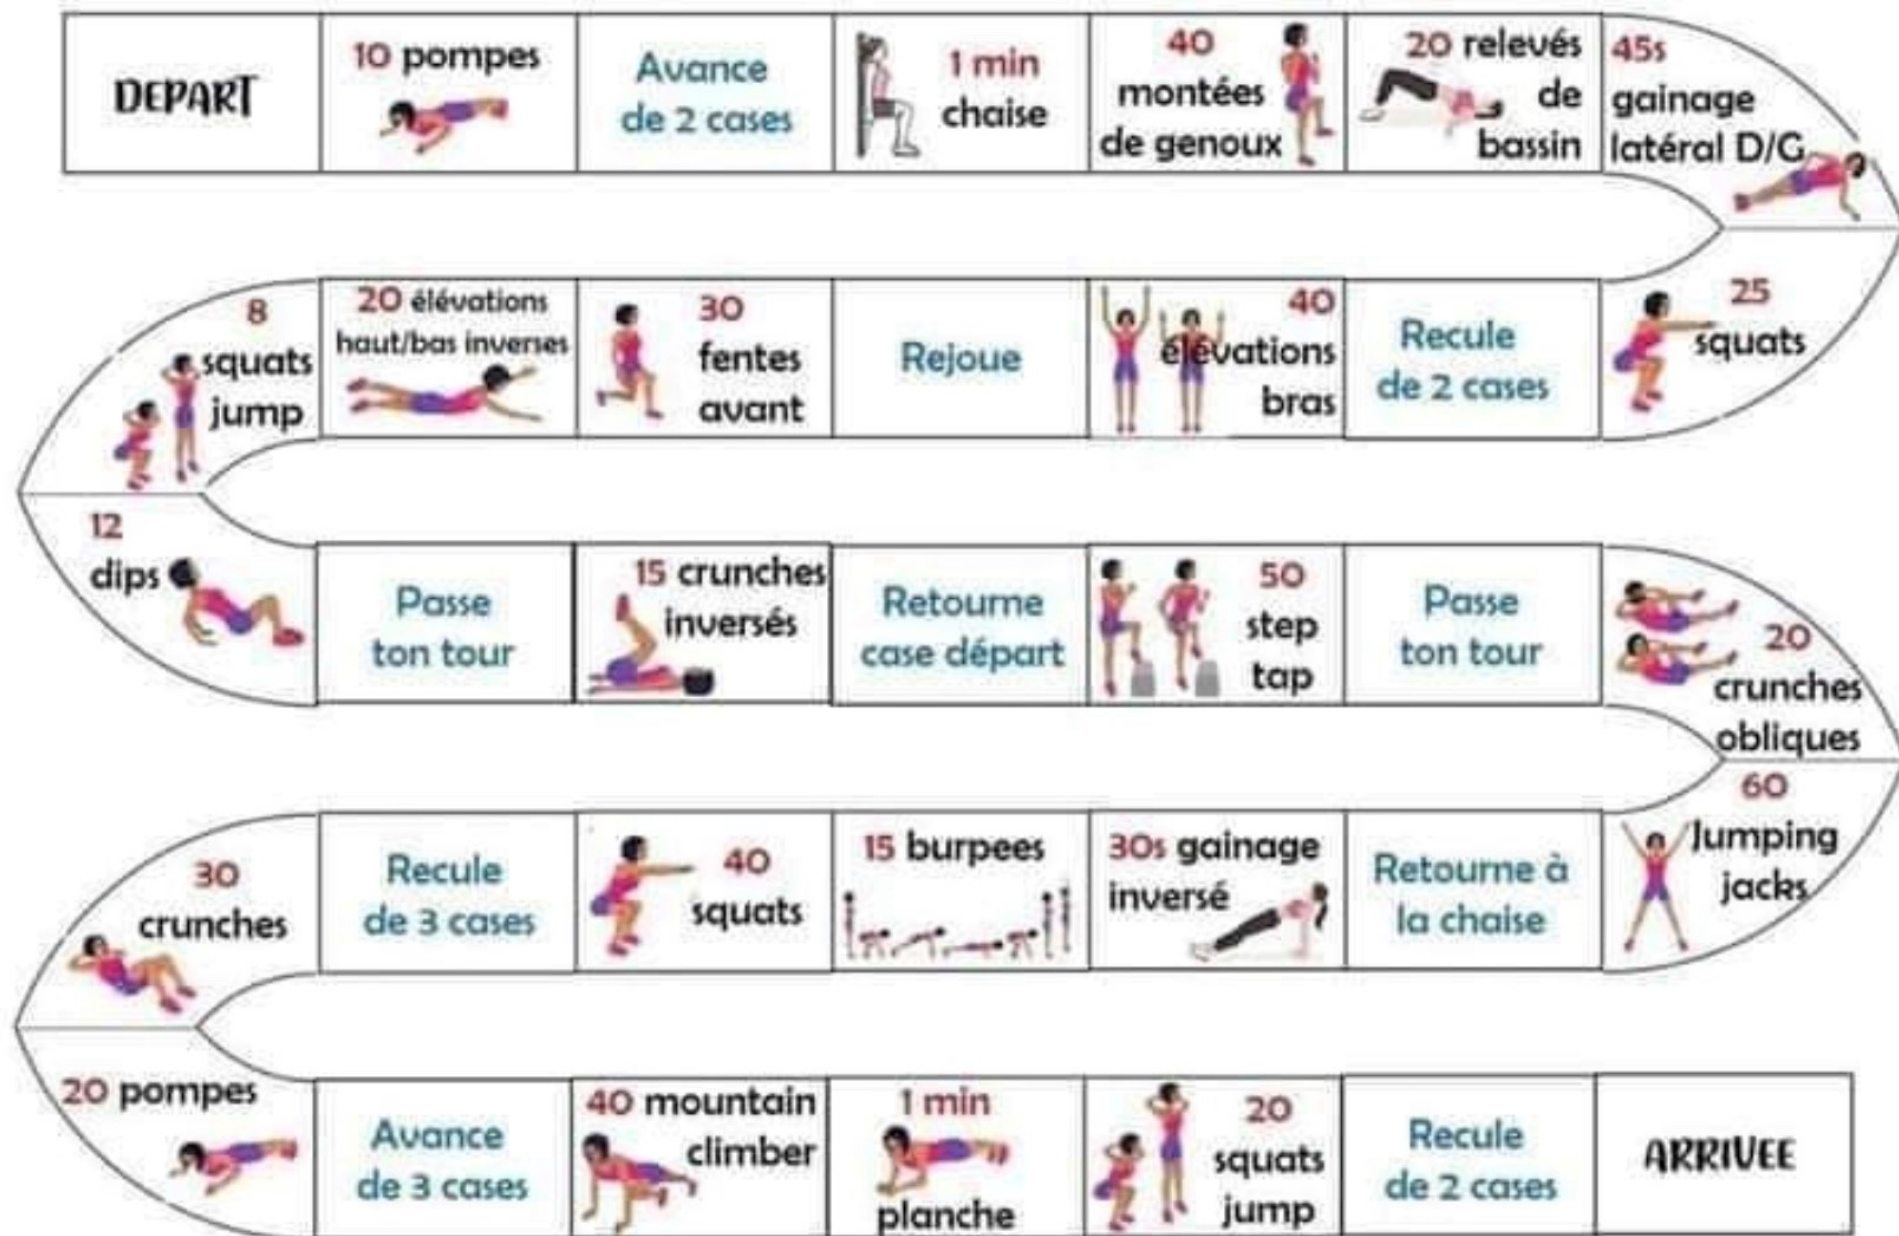 DEPART
10 pompes
Avance
de 2 cases
1 min
chaise
40
montées
de genoux
20 relevés
de
bassin
45s
gainage
latéral D/G
25
squats
Recule
de 2 cases
40
élévations
bras
Rejoue
30
fentes
avant
20 élévations
haut/bas inverses
8
squats
jump
12
dips
Passe
ton tour
15 crunches
inversés
Retourne
case départ
50
step
tap
Passe
ton tour
20
crunches
obliques
60
Jumping
jacks
Retourne à
la chaise
30s gainage
inversé
15 burpees
40
squats
Recule
de 3 cases
30
crunches
20 pompes
Avance
de 3 cases
40 mountain
climber
1 min
planche
20
squats
jump
Recule
de 2 cases
ARRIVEE